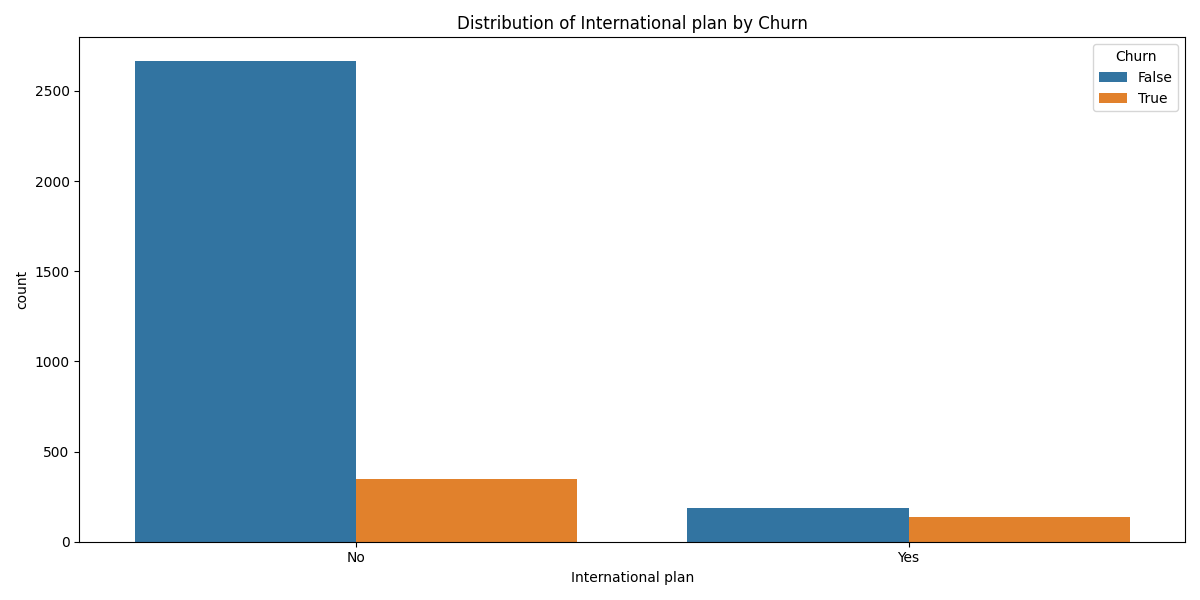 Distribution of International plan by Churn
Churn
False
True
2500
2000
1500
1000
500
0
count
No
Yes
International plan